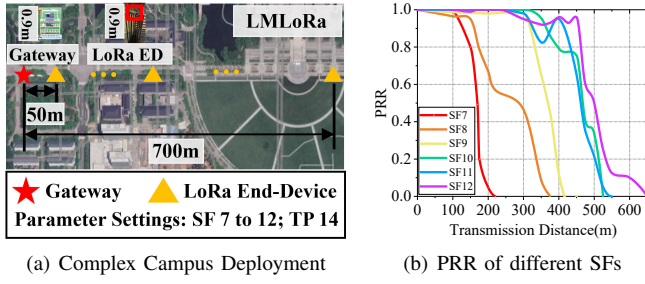 0.9m
0.9m
LMLoRa
Gateway
LoRa ED
50m
700m
Gateway
LoRa End-Device
Parameter Settings: SF 7 to 12; TP 14
(a) Complex Campus Deployment
1.0
0.8
0.6
0.4
0.2
0.0
PRR
SF7
SF8
SF9
SF10
SF11
SF12
0 100 200 300 400 500 600
Transmission Distance(m)
(b) PRR of different SFs